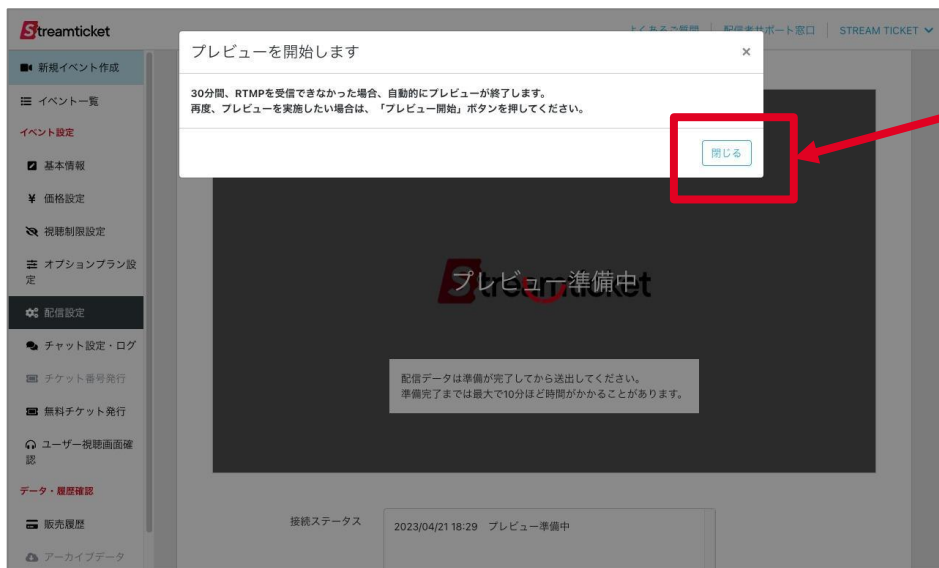 Streamticket
よくあるご質問 配信者サポート窓口 STREAM TICKET
新規イベント作成
イベント一覧
イベント設定
基本情報
¥ 価格設定
視聴制限設定
オプションプラン設
定
配信設定
チャット設定・ログ
チケット番号発行
無料チケット発行
ユーザー視聴画面確
認
データ・履歴確認
販売履歴
アーカイブデータ
プレビューを開始します ×
30分間、RTMPを受信できなかった場合、自動的にプレビューが終了します。
再度、プレビューを実施したい場合は、「プレビュー開始」ボタンを押してください。
閉じる
Streamticket
プレビュー準備中
配信データは準備が完了してから送出してください。
準備完了までは最大で10分ほど時間がかかることがあります。
接続ステータス
2023/04/21 18:29 プレビュー準備中